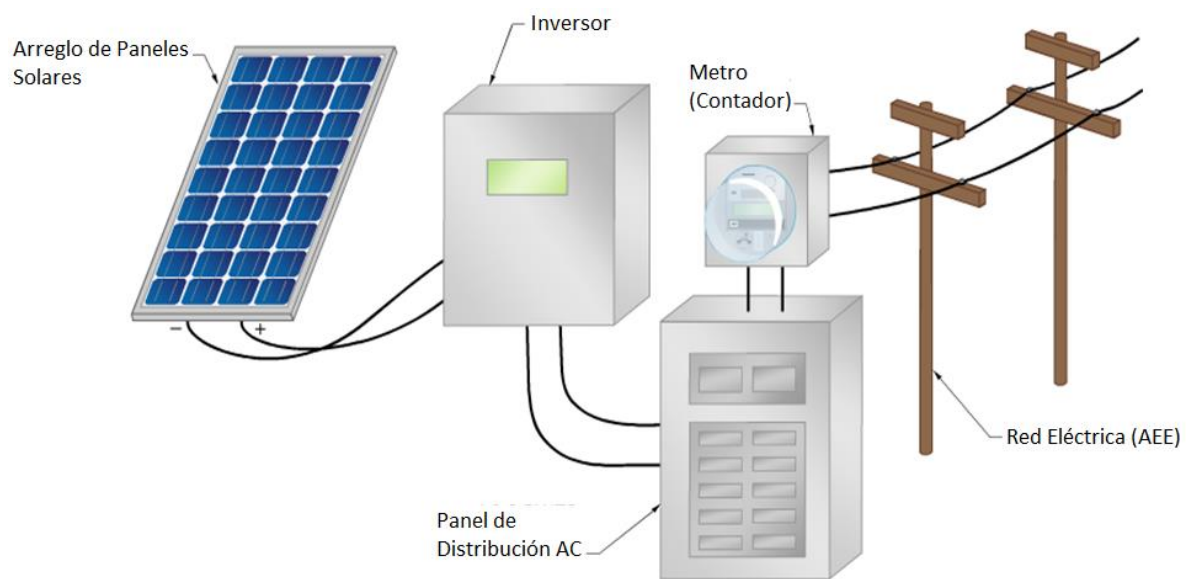 Inversor
Arreglo de Paneles
Solares
Metro
(Contador)
− +
Red Eléctrica (AEE)
Panel de
Distribución AC